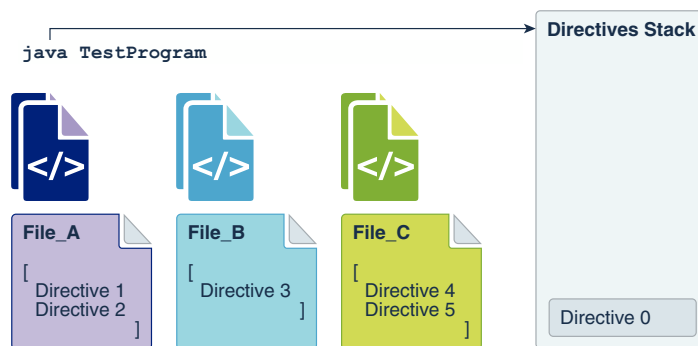 Directives Stack
java TestProgram
</>
</>
</>
File_A
[
Directive 1
Directive 2
]
File_B
[
Directive 3
]
File_C
[
Directive 4
Directive 5
]
Directive 0